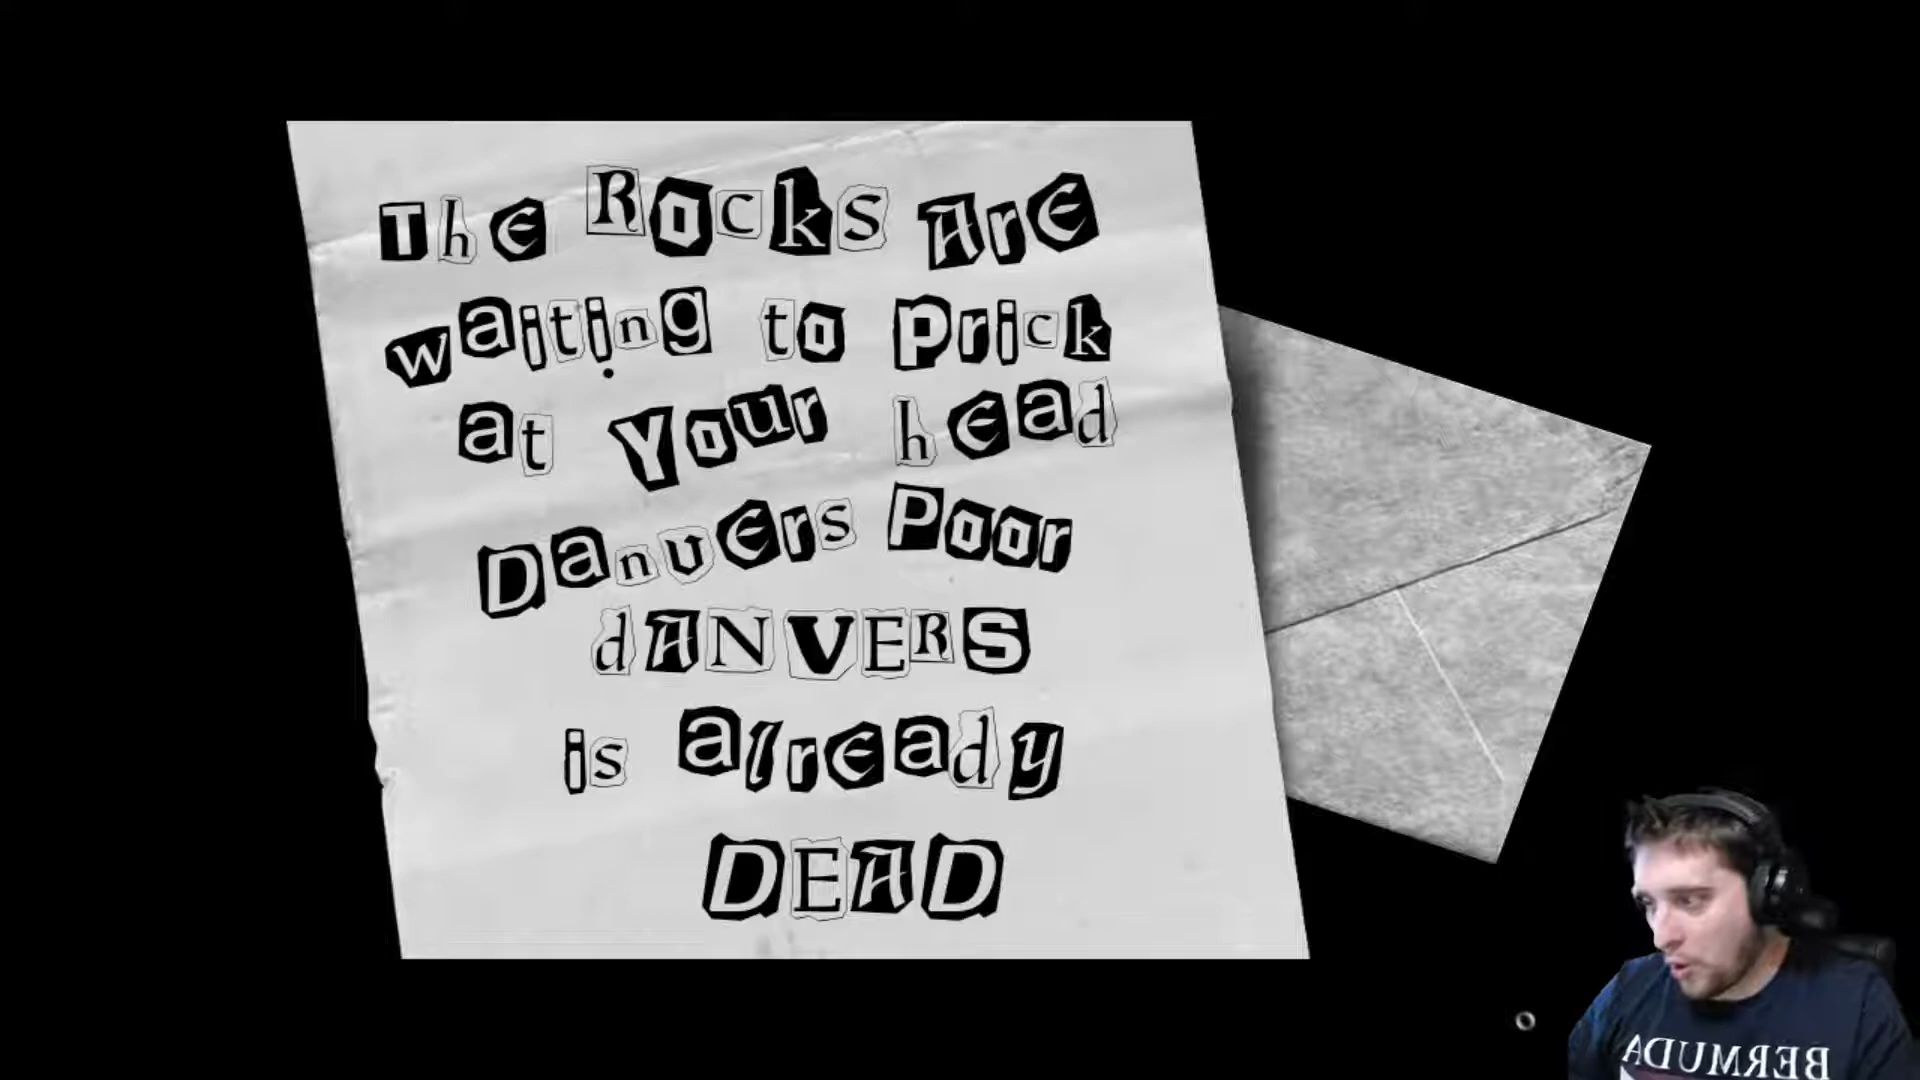 The Rocks Are
waiting to prick
at Your head
Danvers Poor
dANVERS
is already
DEAD
BERMUDA